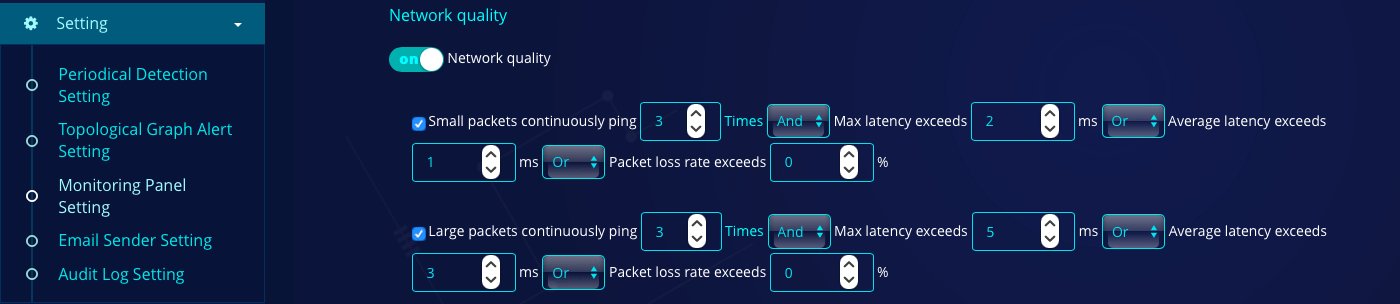 Setting
Periodical Detection
Setting
Topological Graph Alert
Setting
Monitoring Panel
Setting
Email Sender Setting
Audit Log Setting
Network quality
on Network quality
Small packets continuously ping 3 Times And Max latency exceeds 2 ms Or Average latency exceeds
1 ms Or Packet loss rate exceeds 0 %
Large packets continuously ping 3 Times And Max latency exceeds 5 ms Or Average latency exceeds
3 ms Or Packet loss rate exceeds 0 %